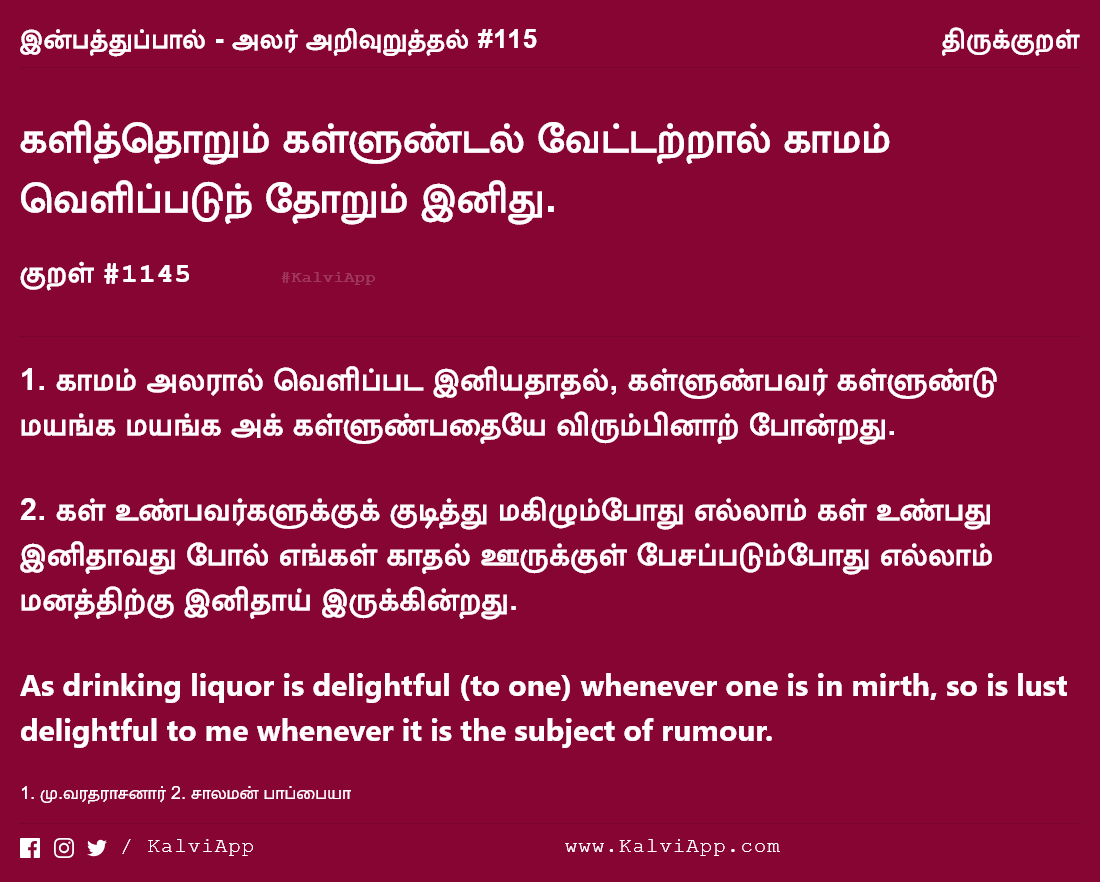 இன்பத்துப்பால் - அலர் அறிவுறுத்தல் #115
திருக்குறள்
களித்தொறும் கள்ளுண்டல் வேட்டற்றால் காமம்
வெளிப்படுந் தோறும் இனிது.
குறள் #1145
#KalviApp
1. காமம் அலரால் வெளிப்பட இனியதாதல், கள்ளுண்பவர் கள்ளுண்டு
மயங்க மயங்க அக் கள்ளுண்பதையே விரும்பினாற் போன்றது.
2. கள் உண்பவர்களுக்குக் குடித்து மகிழும்போது எல்லாம் கள் உண்பது
இனிதாவது போல் எங்கள் காதல் ஊருக்குள் பேசப்படும்போது எல்லாம்
மனத்திற்கு இனிதாய் இருக்கின்றது.
As drinking liquor is delightful (to one) whenever one is in mirth, so is lust
delightful to me whenever it is the subject of rumour.
1. மு.வரதராசனார் 2. சாலமன் பாப்பையா
/ KalviApp
www.KalviApp.com